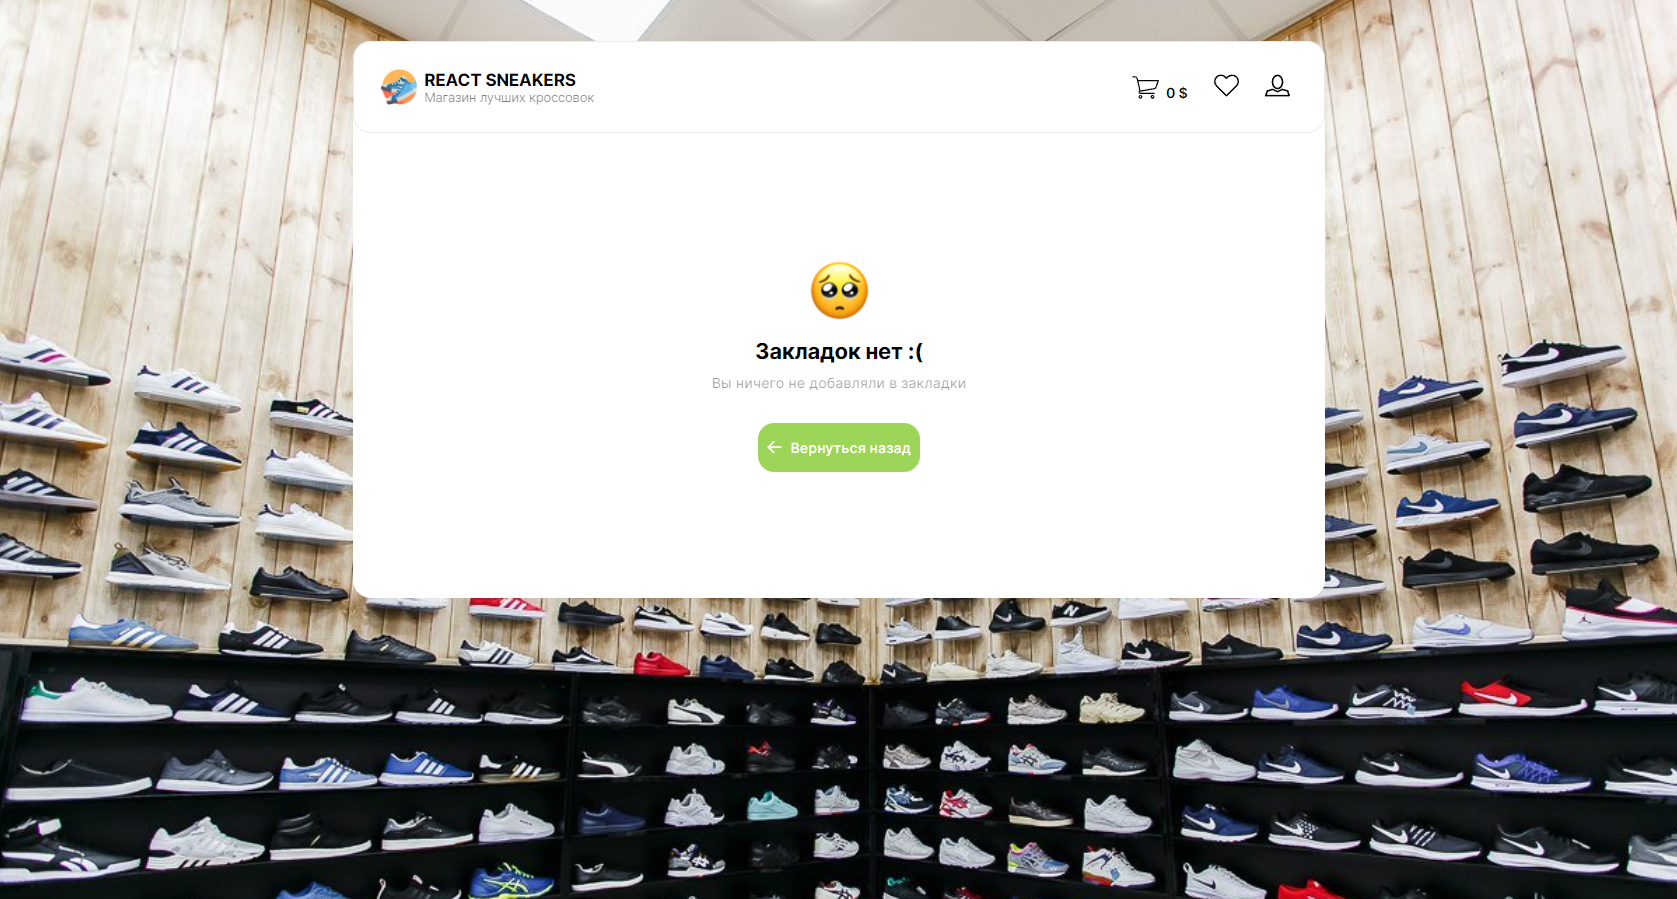 REACT SNEAKERS
Магазин лучших кроссовок
0 $
Закладок нет :(
Вы ничего не добавляли в закладки
← Вернуться назад